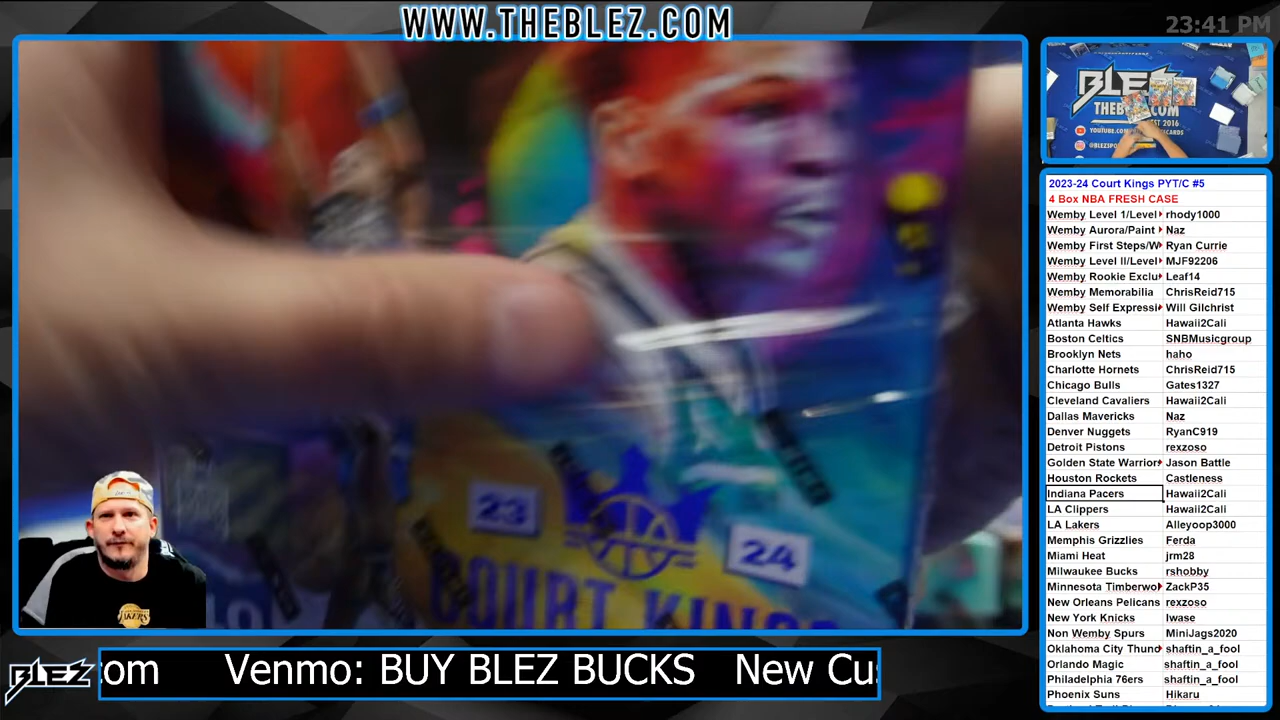 WWW.THEBLEZ.COM
23:41 PM
23
24
COURT KINGS
BLEZ
THEBLEZ.COM
2023-24 Court Kings PYT/C #5
4 Box NBA FRESH CASE
Wemby Level 1/Level rhody1000
Wemby Aurora/Paint Naz
Wemby First Steps/W Ryan Currie
Wemby Level II/Level MJF92206
Wemby Rookie Exclu Leaf14
Wemby Memorabilia ChrisReid715
Wemby Self Expressi Will Gilchrist
Atlanta Hawks Hawaii2Cali
Boston Celtics SNBMusicgroup
Brooklyn Nets haho
Charlotte Hornets ChrisReid715
Chicago Bulls Gates1327
Cleveland Cavaliers Hawaii2Cali
Dallas Mavericks Naz
Denver Nuggets RyanC919
Detroit Pistons rexzoso
Golden State Warrior Jason Battle
Houston Rockets Castleness
Indiana Pacers Hawaii2Cali
LA Clippers Hawaii2Cali
LA Lakers Alleyoop3000
Memphis Grizzlies Ferda
Miami Heat jrm28
Milwaukee Bucks rshobby
Minnesota Timberwo ZackP35
New Orleans Pelicans rexzoso
New York Knicks Iwase
Non Wemby Spurs MiniJags2020
Oklahoma City Thund shaftin_a_fool
Orlando Magic shaftin_a_fool
Philadelphia 76ers shaftin_a_fool
Phoenix Suns Hikaru
LAKERS
BLEZ
com Venmo: BUY BLEZ BUCKS New Cus